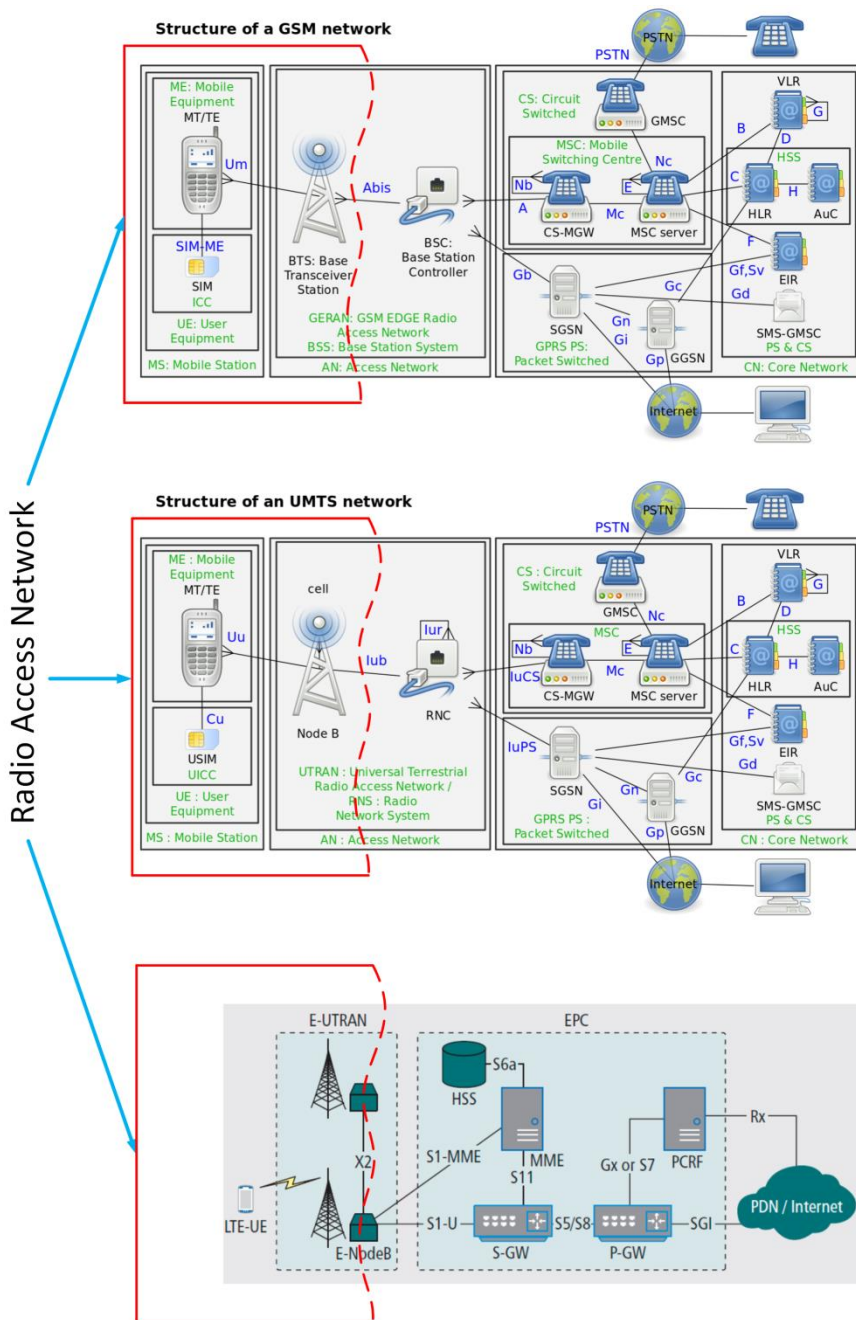 Radio Access Network
Structure of a GSM network
ME: Mobile
Equipment
MT/TE
Um
SIM-ME
SIM
ICC
UE: User
Equipment
MS: Mobile Station
Abis
BTS: Base
Transceiver
Station
BSC:
Base Station
Controller
GERAN: GSM EDGE Radio
Access Network
BSS: Base Station System
AN: Access Network
PSTN
PSTN
CS: Circuit
Switched
GMSC
MSC: Mobile
Switching Centre
Nc
Nb
E
A
Mc
CS-MGW
MSC server
VLR
G
B
D
HSS
C
H
HLR
AuC
F
Gf,Sv
EIR
Gb
Gc
Gd
SGSN
Gn
Gi
Gp
GGSN
SMS-GMSC
PS & CS
GPRS PS:
Packet Switched
CN: Core Network
Internet
Structure of an UMTS network
ME : Mobile
Equipment
MT/TE
Uu
Cu
USIM
UICC
UE : User
Equipment
MS : Mobile Station
cell
Iub
Node B
Iur
RNC
UTRAN : Universal Terrestrial
Radio Access Network /
RNS : Radio
Network System
AN : Access Network
PSTN
PSTN
CS : Circuit
Switched
GMSC
MSC
Nc
Nb
E
IuCS
Mc
CS-MGW
MSC server
VLR
G
B
D
HSS
C
H
HLR
AuC
F
Gf,Sv
EIR
IuPS
Gc
Gd
SGSN
Gn
Gi
Gp
GGSN
SMS-GMSC
PS & CS
GPRS PS :
Packet Switched
CN : Core Network
Internet
E-UTRAN
EPC
S6a
HSS
X2
S1-MME
MME
S11
Gx or S7
PCRF
Rx
LTE-UE
E-NodeB
S1-U
S-GW
S5/S8
P-GW
SGI
PDN / Internet